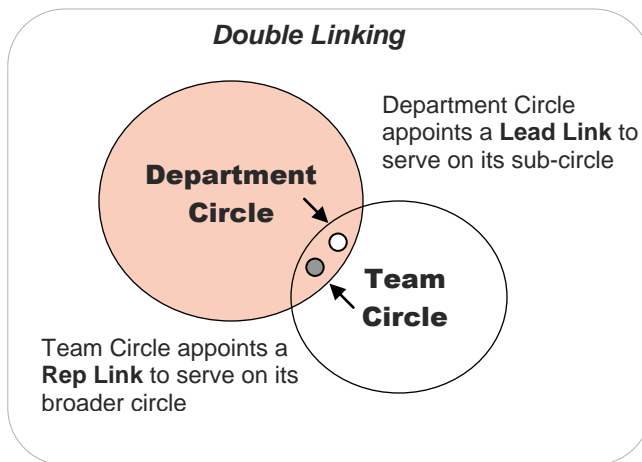 Double Linking
Department Circle
appoints a Lead Link to
serve on its sub-circle
Department
Circle
Team
Circle
Team Circle appoints a
Rep Link to serve on its
broader circle